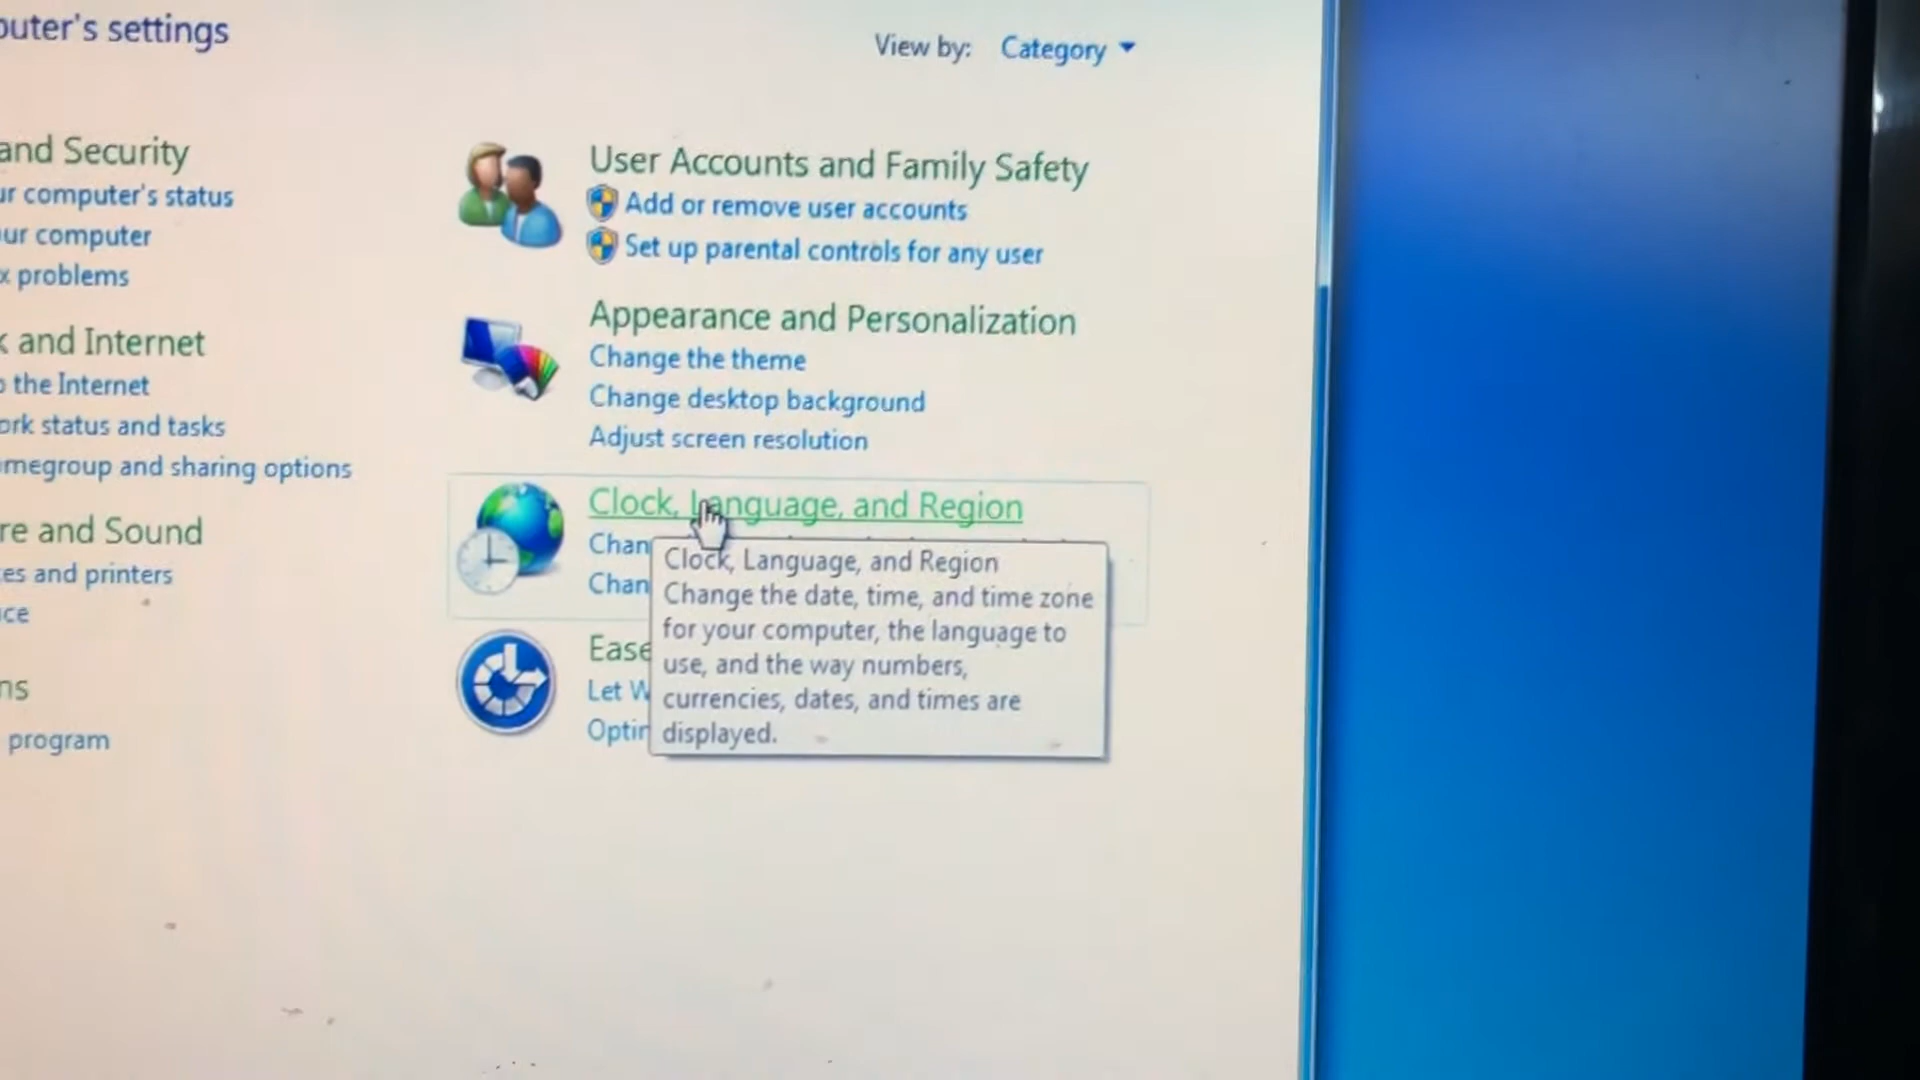 puter's settings
View by: Category
and Security
ur computer's status
our computer
x problems
k and Internet
o the Internet
ork status and tasks
omegroup and sharing options
re and Sound
es and printers
ice
ns
program
User Accounts and Family Safety
Add or remove user accounts
Set up parental controls for any user
Appearance and Personalization
Change the theme
Change desktop background
Adjust screen resolution
Clock, Language, and Region
Chan
Chan
Clock, Language, and Region
Change the date, time, and time zone
for your computer, the language to
use, and the way numbers,
currencies, dates, and times are
displayed.
Ease
Let W
Optim